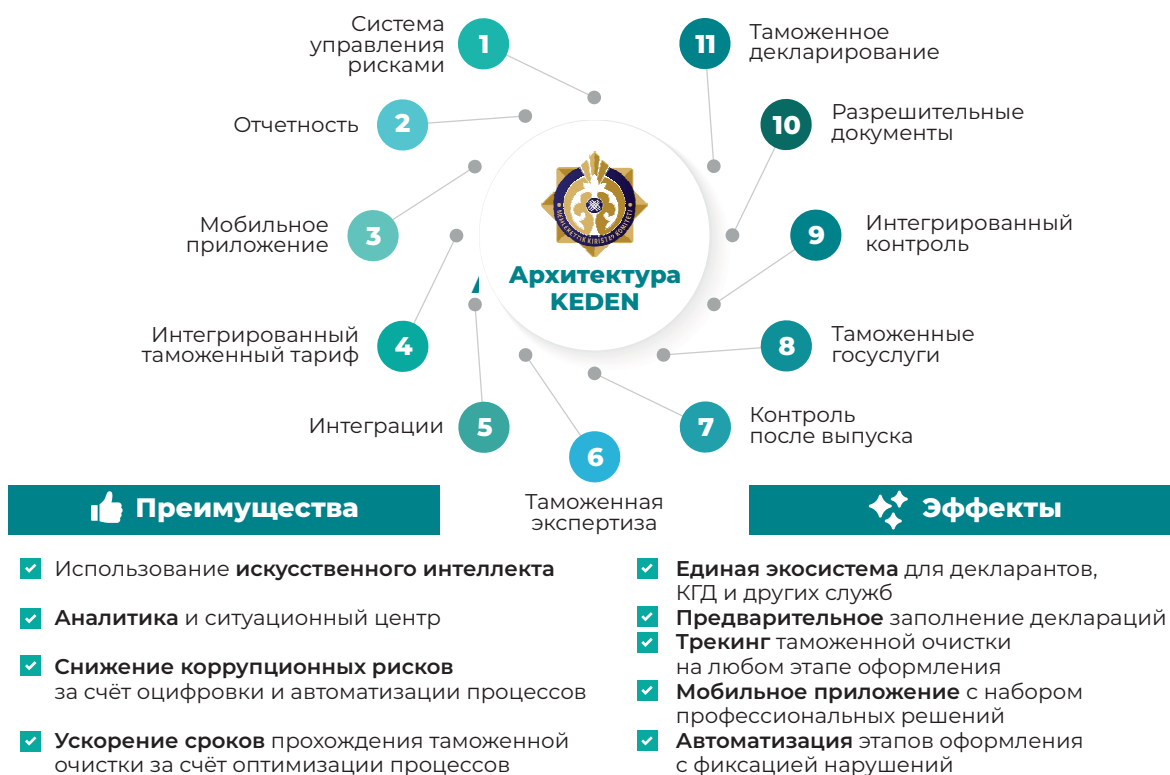 Система
управления
рисками
1
Отчетность
2
Мобильное
приложение
3
Интегрированный
таможенный тариф
4
Интеграции
5
6
Таможенная
экспертиза
7
Контроль
после выпуска
8
Таможенные
госуслуги
9
Интегрированный
контроль
10
Разрешительные
документы
11
Таможенное
декларирование
Архитектура
KEDEN
Преимущества
Использование искусственного интеллекта
Аналитика и ситуационный центр
Снижение коррупционных рисков
за счёт оцифровки и автоматизации процессов
Ускорение сроков прохождения таможенной
очистки за счёт оптимизации процессов
Эффекты
Единая экосистема для декларантов,
КГД и других служб
Предварительное заполнение деклараций
Трекинг таможенной очистки
на любом этапе оформления
Мобильное приложение с набором
профессиональных решений
Автоматизация этапов оформления
с фиксацией нарушений